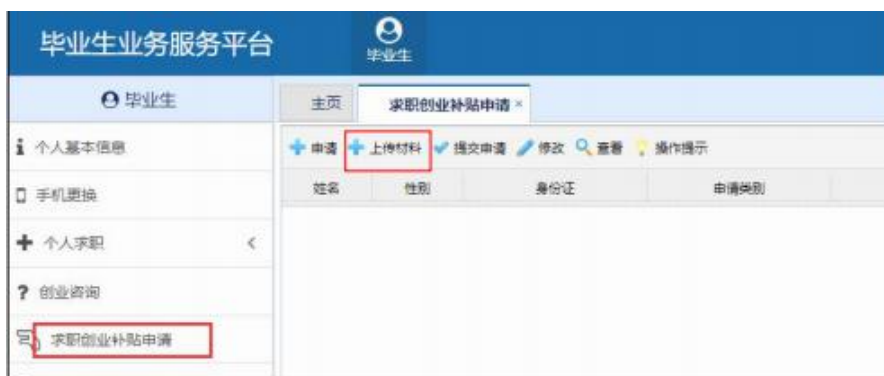 毕业生业务服务平台
毕业生
毕业生
主页 求职创业补贴申请 ×
个人基本信息
申请 上传材料 提交申请 修改 查看 操作提示
姓名 性别 身份证 申请类别
手机更换
个人求职 <
创业咨询
求职创业补贴申请